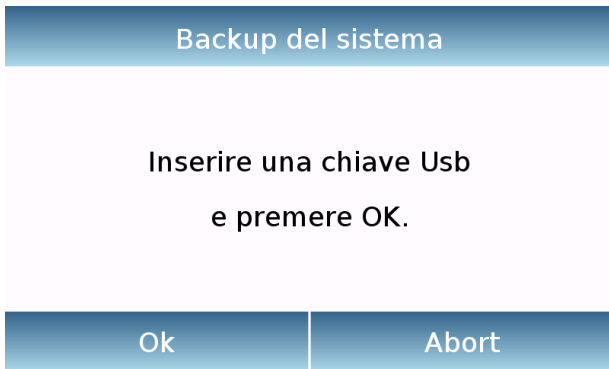 Backup del sistema
Inserire una chiave Usb
e premere OK.
Ok
Abort